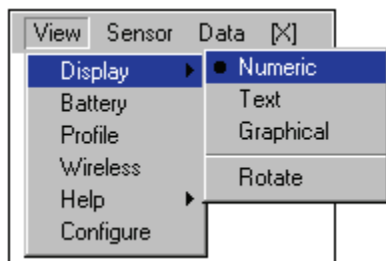 View Sensor Data [X]
Display
Battery
Profile
Wireless
Help
Configure
Numeric
Text
Graphical
Rotate